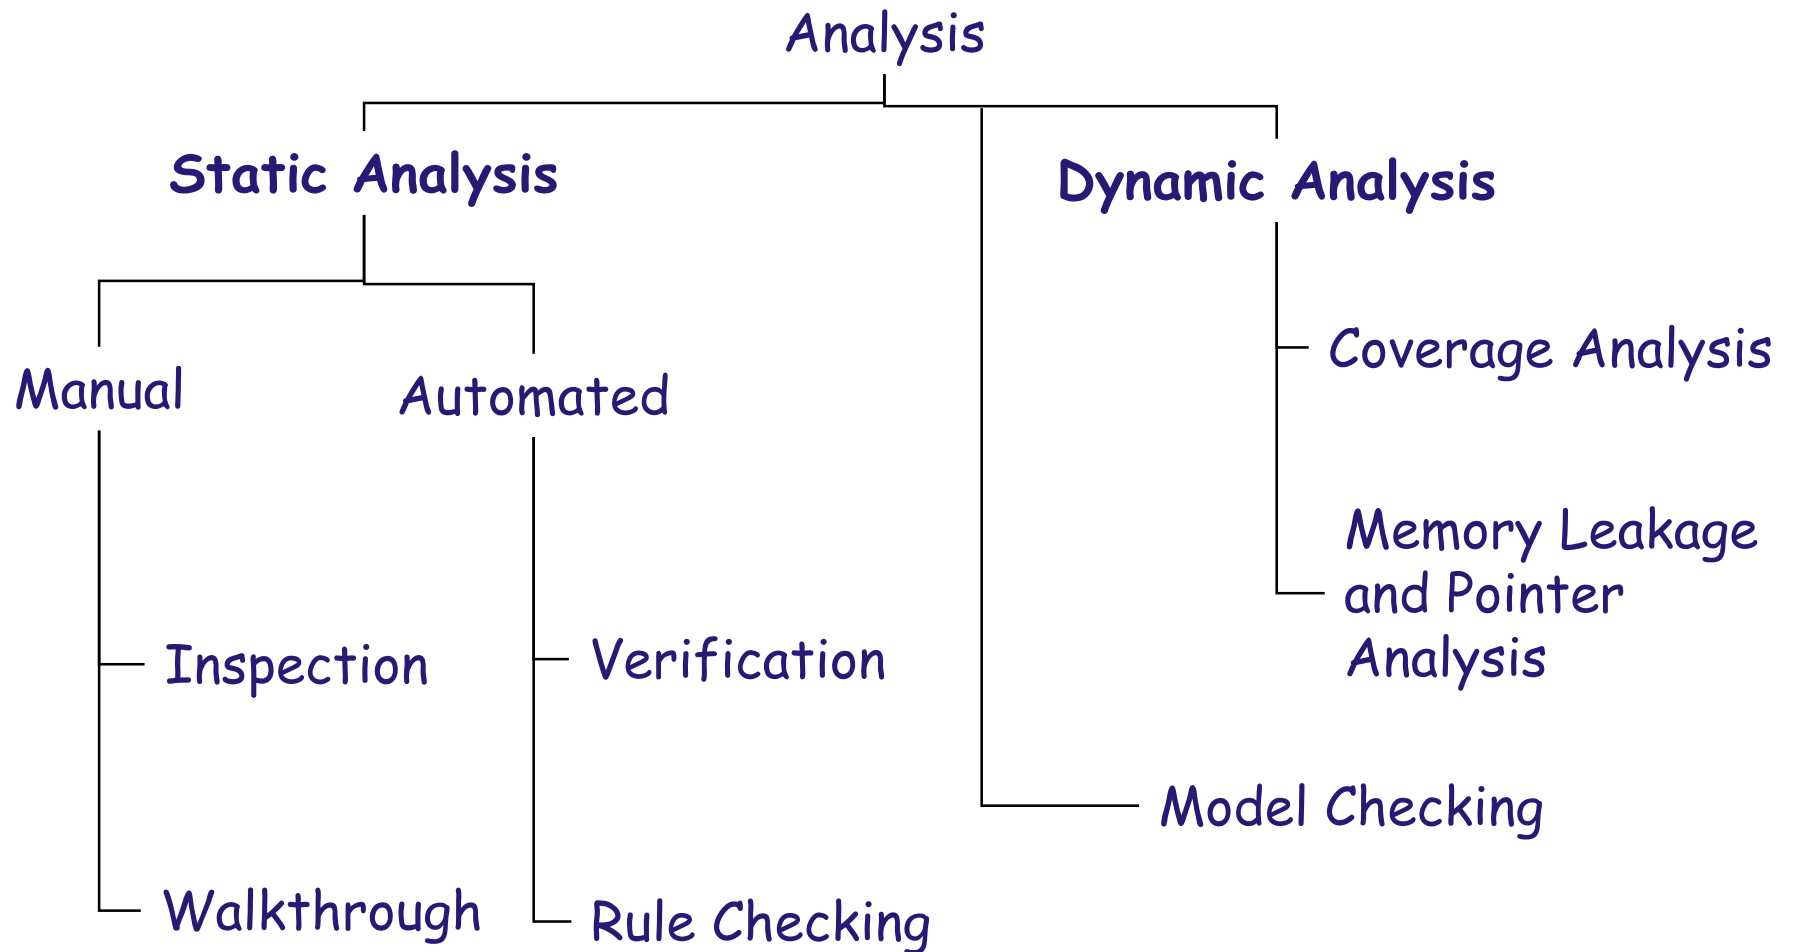 Analysis
Static Analysis
Dynamic Analysis
Manual
Automated
Coverage Analysis
Memory Leakage
and Pointer
Analysis
Inspection
Verification
Model Checking
Walkthrough
Rule Checking